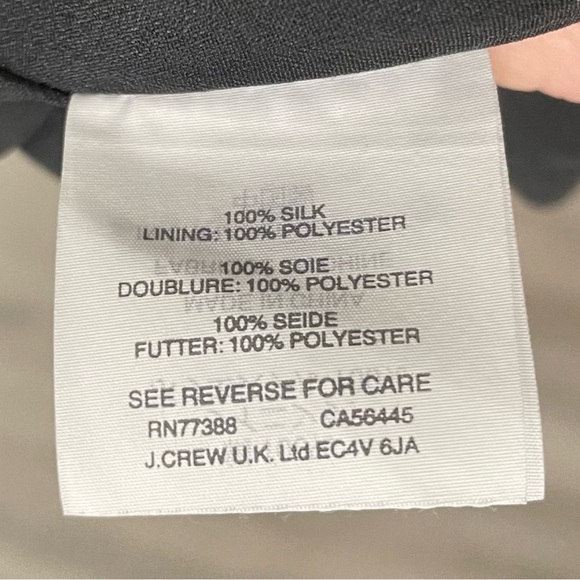 100% SILK
LINING: 100% POLYESTER
100% SOIE
DOUBLURE: 100% POLYESTER
100% SEIDE
FUTTER: 100% POLYESTER
SEE REVERSE FOR CARE
RN77388 CA56445
J.CREW U.K. Ltd EC4V 6JA